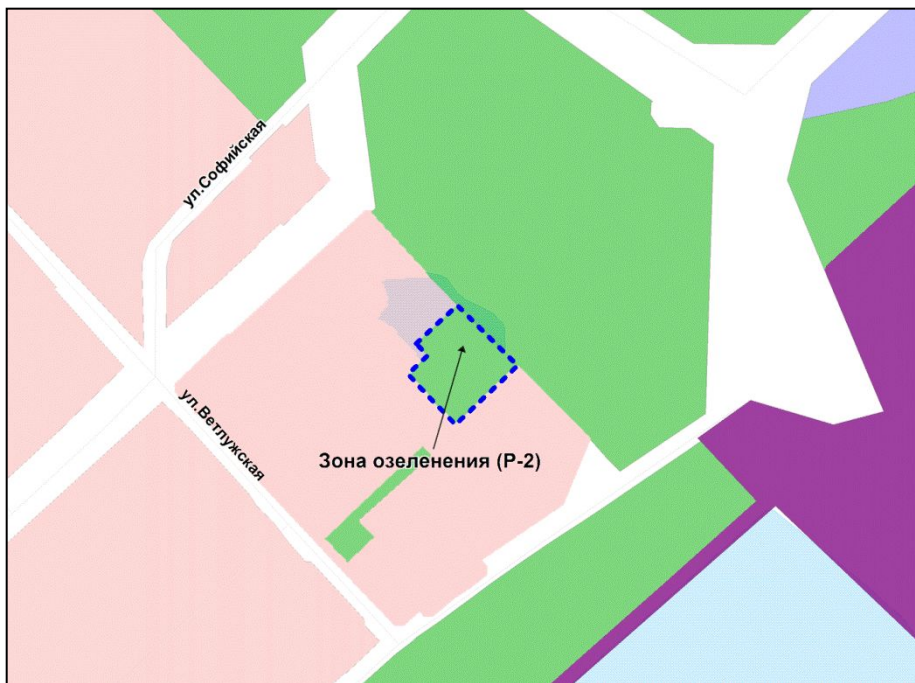 ул.Софийская
ул.Ветлужская
Зона озеленения (Р-2)